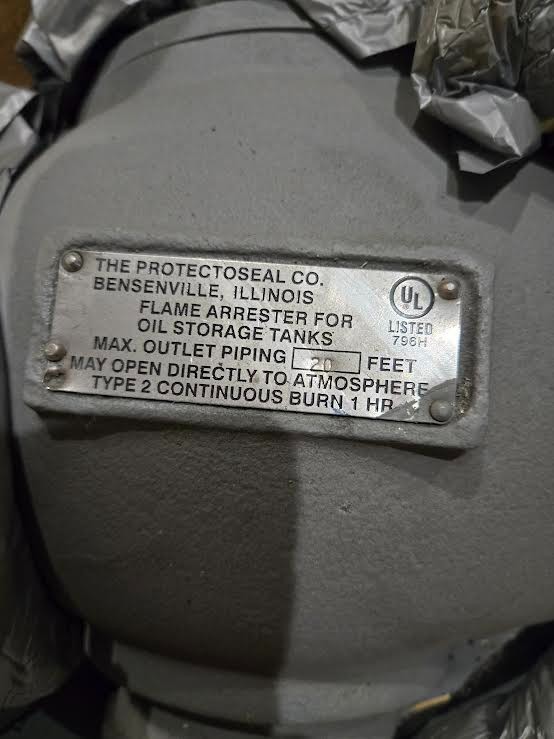 THE PROTECTOSEAL CO.
BENSENVILLE, ILLINOIS
FLAME ARRESTER FOR
OIL STORAGE TANKS
MAX. OUTLET PIPING 20 FEET
MAY OPEN DIRECTLY TO ATMOSPHERE
TYPE 2 CONTINUOUS BURN 1 HR
UL
LISTED
796H